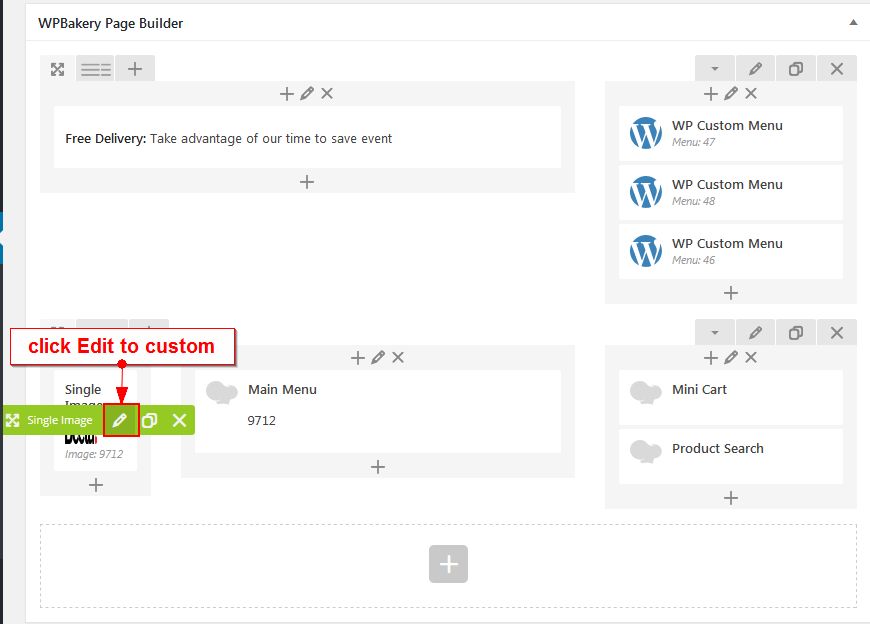 WPBakery Page Builder
Free Delivery: Take advantage of our time to save event
WP Custom Menu
Menu: 47
WP Custom Menu
Menu: 48
WP Custom Menu
Menu: 46
click Edit to custom
Single
Single Image
Image: 9712
Main Menu
9712
Mini Cart
Product Search